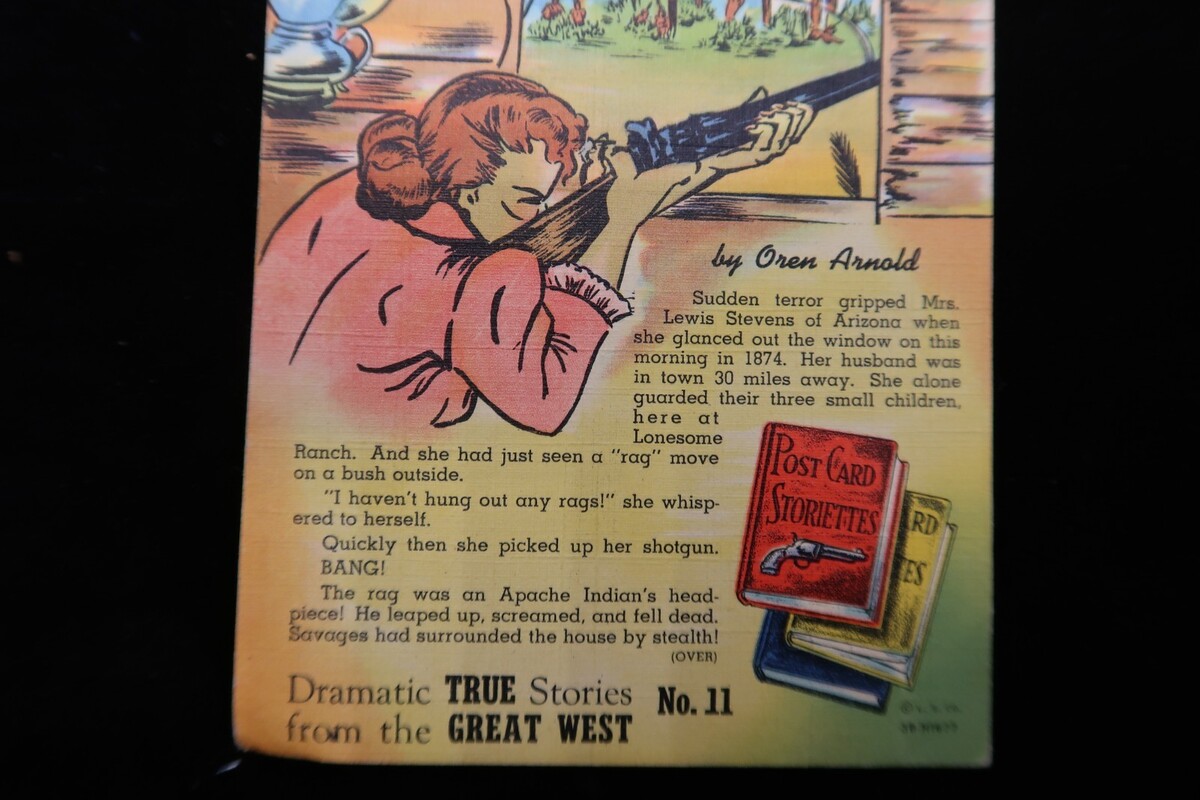 by Oren Arnold
Sudden terror gripped Mrs.
Lewis Stevens of Arizona when
she glanced out the window on this
morning in 1874. Her husband was
in town 30 miles away. She alone
guarded their three small children,
here at
Lonesome
Ranch. And she had just seen a "rag" move
on a bush outside.
"I haven't hung out any rags!" she whisp-
ered to herself.
Quickly then she picked up her shotgun.
BANG!
The rag was an Apache Indian's head-
piece! He leaped up, screamed, and fell dead.
Savages had surrounded the house by stealth!
(OVER)
POST CARD
STORIETTES
RD
ES
Dramatic TRUE Stories
from the GREAT WEST
No. 11